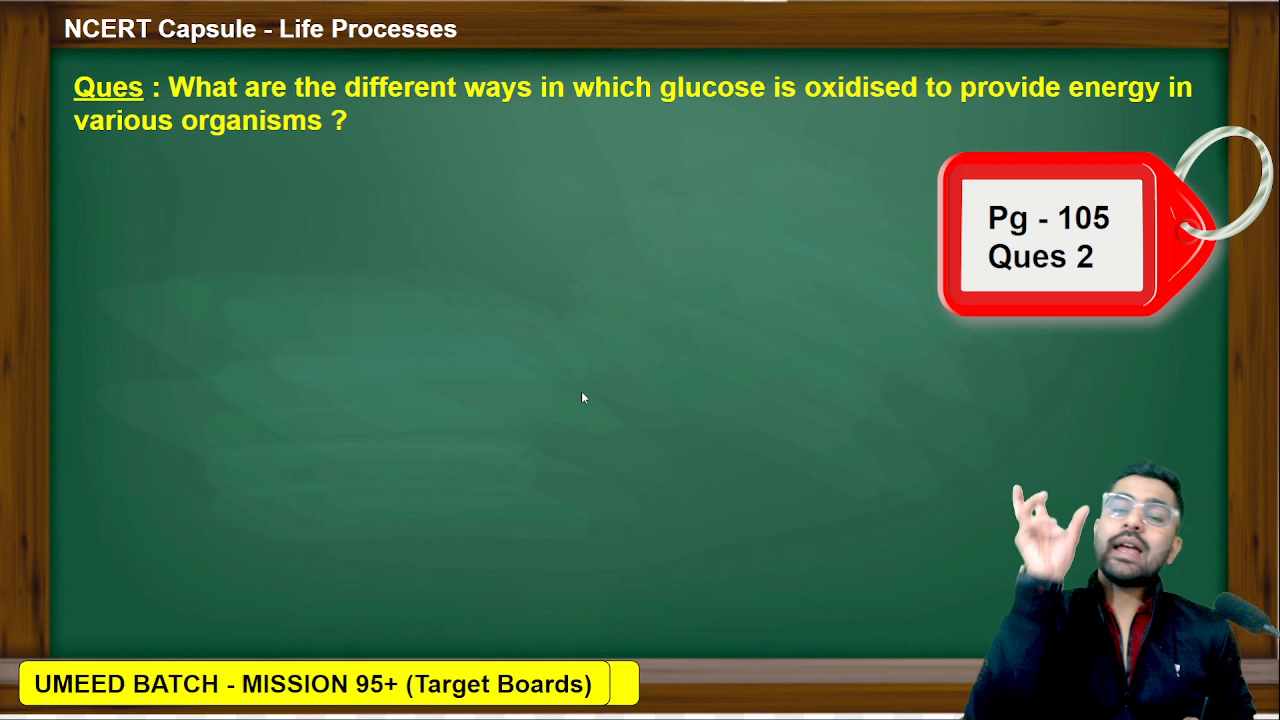 NCERT Capsule - Life Processes
Ques : What are the different ways in which glucose is oxidised to provide energy in
various organisms ?
Pg - 105
Ques 2
UMEED BATCH - MISSION 95+ (Target Boards)